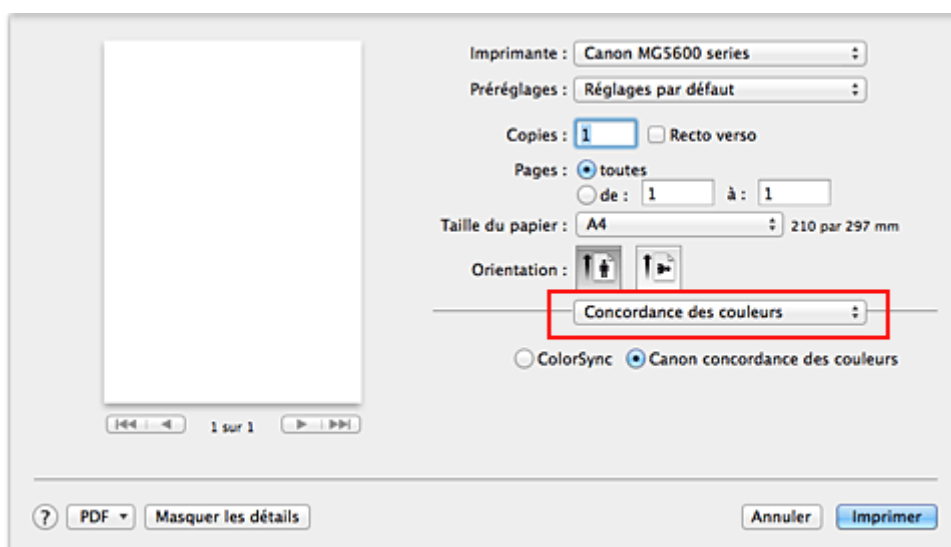 Imprimante : Canon MG5600 series
Préréglages : Réglages par défaut
Copies : 1 Recto verso
Pages : toutes
de : 1 à : 1
Taille du papier : A4 210 par 297 mm
Orientation :
Concordance des couleurs
ColorSync Canon concordance des couleurs
1 sur 1
? PDF Masquer les détails Annuler Imprimer